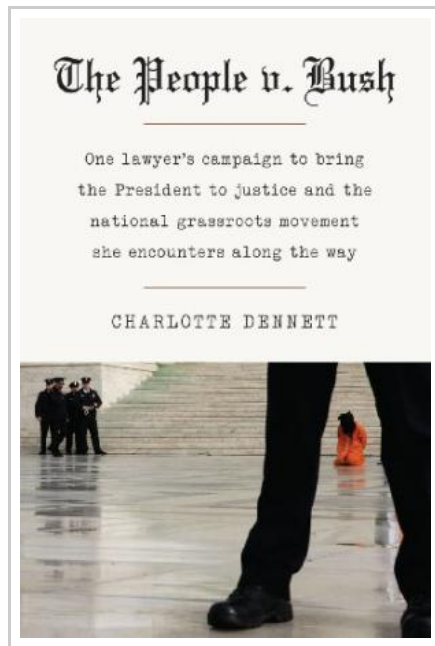 The People v. Bush
One lawyer's campaign to bring
the President to justice and the
national grassroots movement
she encounters along the way
CHARLOTTE DENNETT